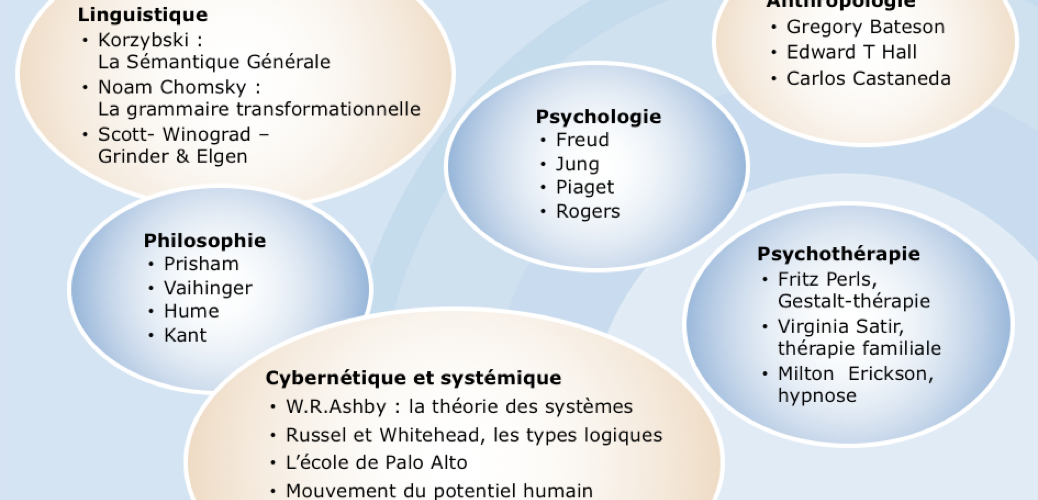 Linguistique
• Korzybski :
La Sémantique Générale
• Noam Chomsky :
La grammaire transformationnelle
• Scott- Winograd –
Grinder & Elgen
Anthropologie
• Gregory Bateson
• Edward T Hall
• Carlos Castaneda
Psychologie
• Freud
• Jung
• Piaget
• Rogers
Philosophie
• Prisham
• Vaihinger
• Hume
• Kant
Psychothérapie
• Fritz Perls,
Gestalt-thérapie
• Virginia Satir,
thérapie familiale
• Milton Erickson,
hypnose
Cybernétique et systémique
• W.R.Ashby : la théorie des systèmes
• Russel et Whitehead, les types logiques
• L’école de Palo Alto
• Mouvement du potentiel humain